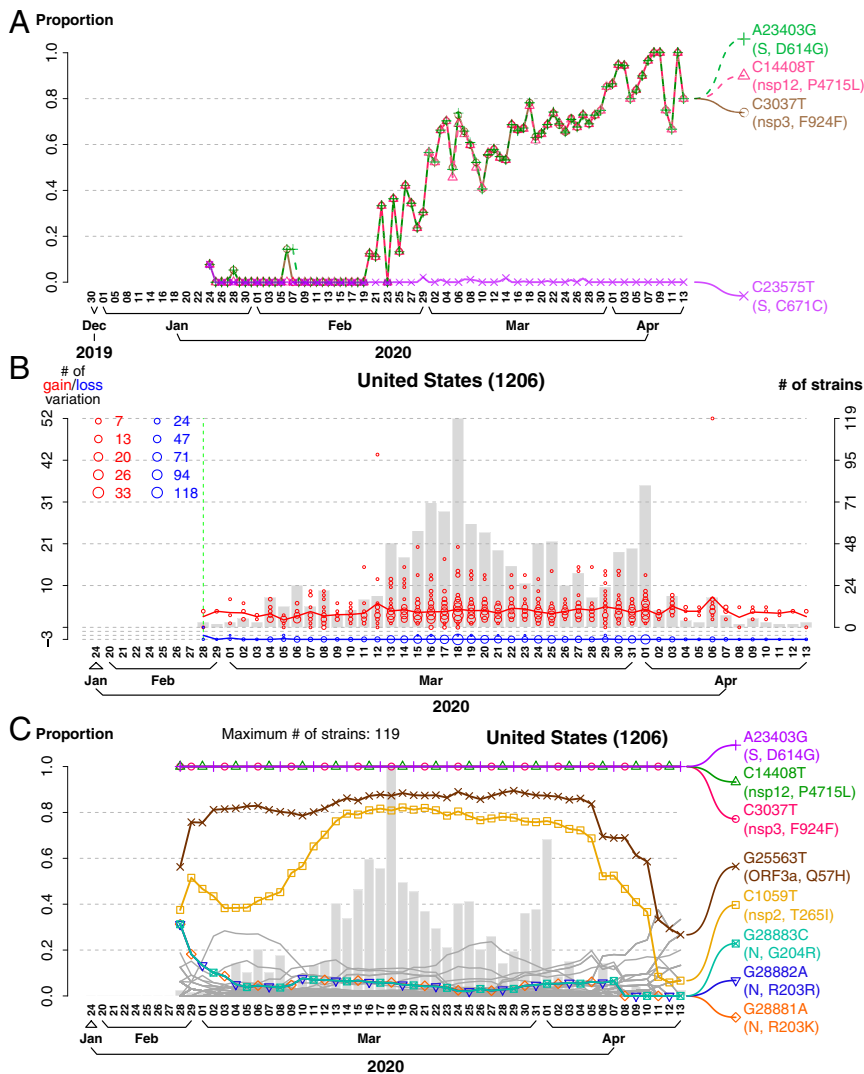 A
Proportion
1.0
0.8
0.6
0.4
0.2
0.0
A23403G
(S, D614G)
C14408T
(nsp12, P4715L)
C3037T
(nsp3, F924F)
C23575T
(S, C671C)
30 01 05 08 11 14 16 18 20 22 24 26 28 30 01 03 05 07 09 11 13 15 17 19 21 23 25 27 29 02 04 06 08 10 12 14 16 18 20 22 24 26 28 30 01 03 05 07 09 11 13
Dec Jan Feb Mar Apr
2019 2020
B
# of
gain/loss
variation
United States (1206)
# of strains
52
42
31
21
10
0
−3
7 24
13 47
20 71
26 94
33 118
119
95
71
48
24
0
24 20 21 22 23 24 25 26 27 28 29 01 02 03 04 05 06 07 08 09 10 11 12 13 14 15 16 17 18 19 20 21 22 23 24 25 26 27 28 29 30 31 01 02 03 04 05 06 07 08 09 10 11 12 13
Jan Feb Mar Apr
2020
C
Proportion
Maximum # of strains: 119
United States (1206)
1.0
0.8
0.6
0.4
0.2
0.0
A23403G
(S, D614G)
C14408T
(nsp12, P4715L)
C3037T
(nsp3, F924F)
G25563T
(ORF3a, Q57H)
C1059T
(nsp2, T265I)
G28883C
(N, G204R)
G28882A
(N, R203R)
G28881A
(N, R203K)
24 20 21 22 23 24 25 26 27 28 29 01 02 03 04 05 06 07 08 09 10 11 12 13 14 15 16 17 18 19 20 21 22 23 24 25 26 27 28 29 30 31 01 02 03 04 05 06 07 08 09 10 11 12 13
Jan Feb Mar Apr
2020